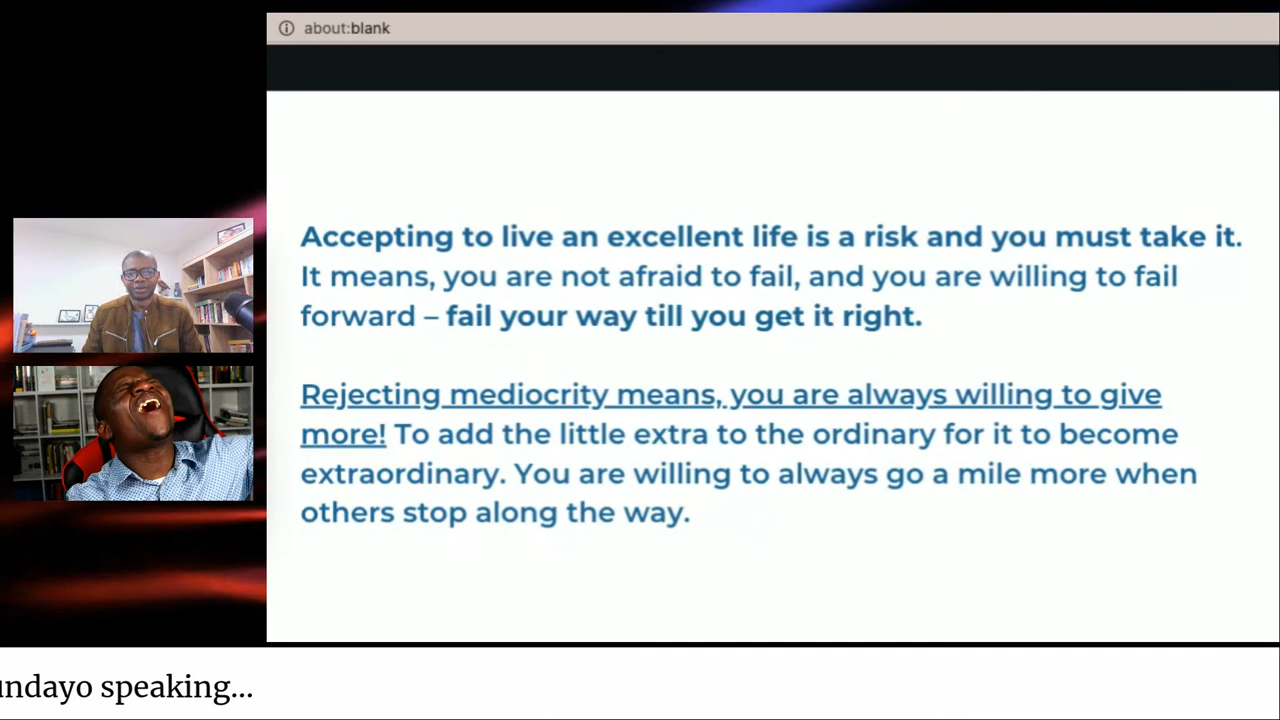 about:blank
Accepting to live an excellent life is a risk and you must take it.
It means, you are not afraid to fail, and you are willing to fail
forward – fail your way till you get it right.
Rejecting mediocrity means, you are always willing to give
more! To add the little extra to the ordinary for it to become
extraordinary. You are willing to always go a mile more when
others stop along the way.
undayo speaking...